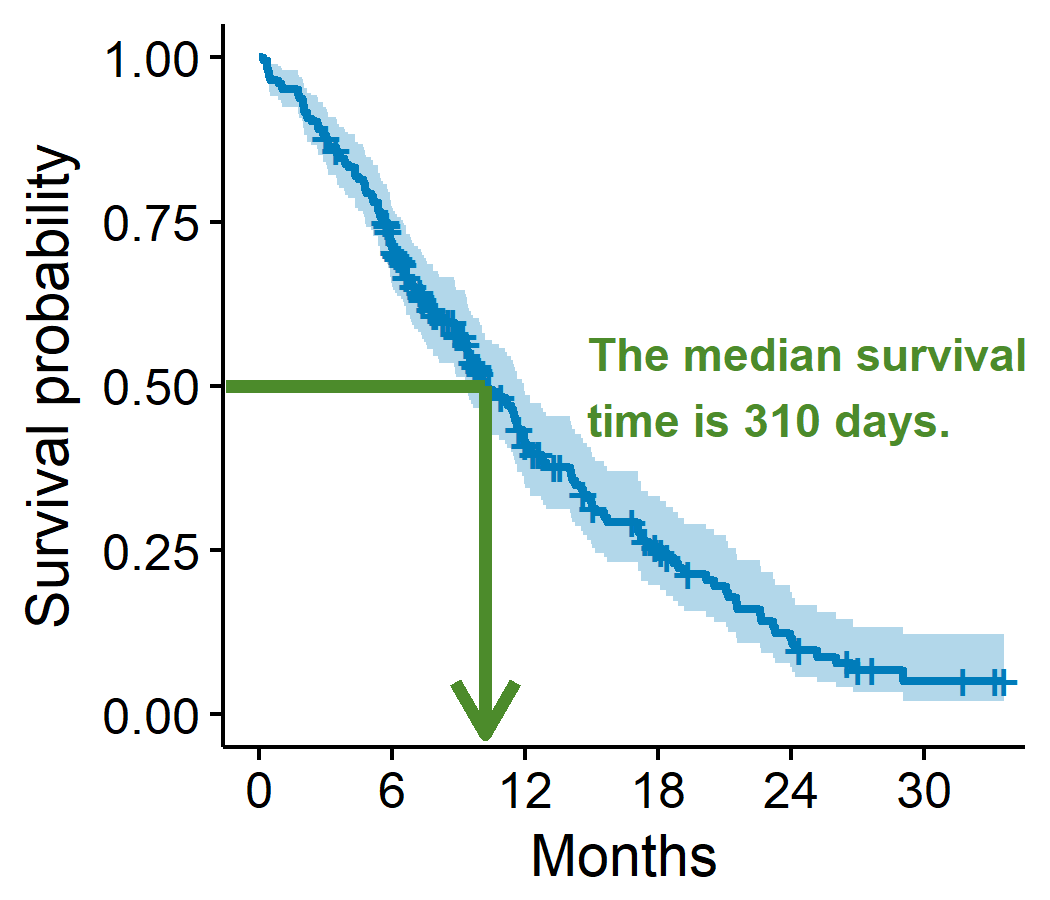 1.00
0.75
0.50
0.25
0.00
Survival probability
The median survival
time is 310 days.
0 6 12 18 24 30
Months